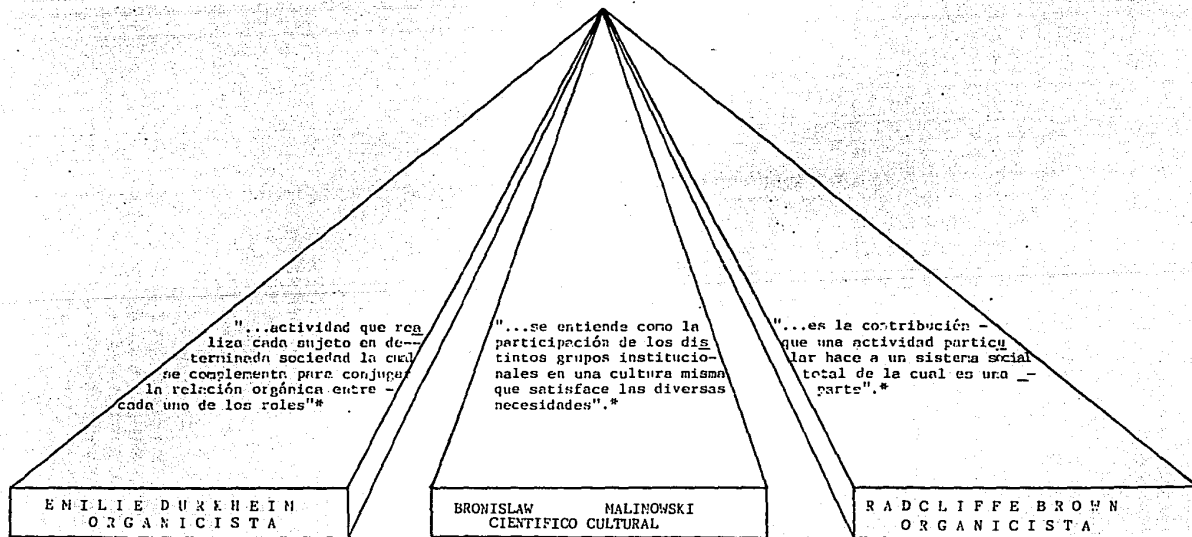 "...actividad que rea
liza cada sujeto en de--
terminada sociedad la cual
se complementa para conjugar
la relación orgánica entre -
cada uno de los roles"*
"...se entiende como la
participación de los dis
tintos grupos institucio-
nales en una cultura misma
que satisface las diversas
necesidades".*
"...es la contribución -
que una actividad particu
lar hace a un sistema social
total de la cual es una -
parte".*
EMILIE DURKHEIM
ORGANICISTA
BRONISLAW MALINOWSKI
CIENTIFICO CULTURAL
RADCLIFFE BROWN
ORGANICISTA